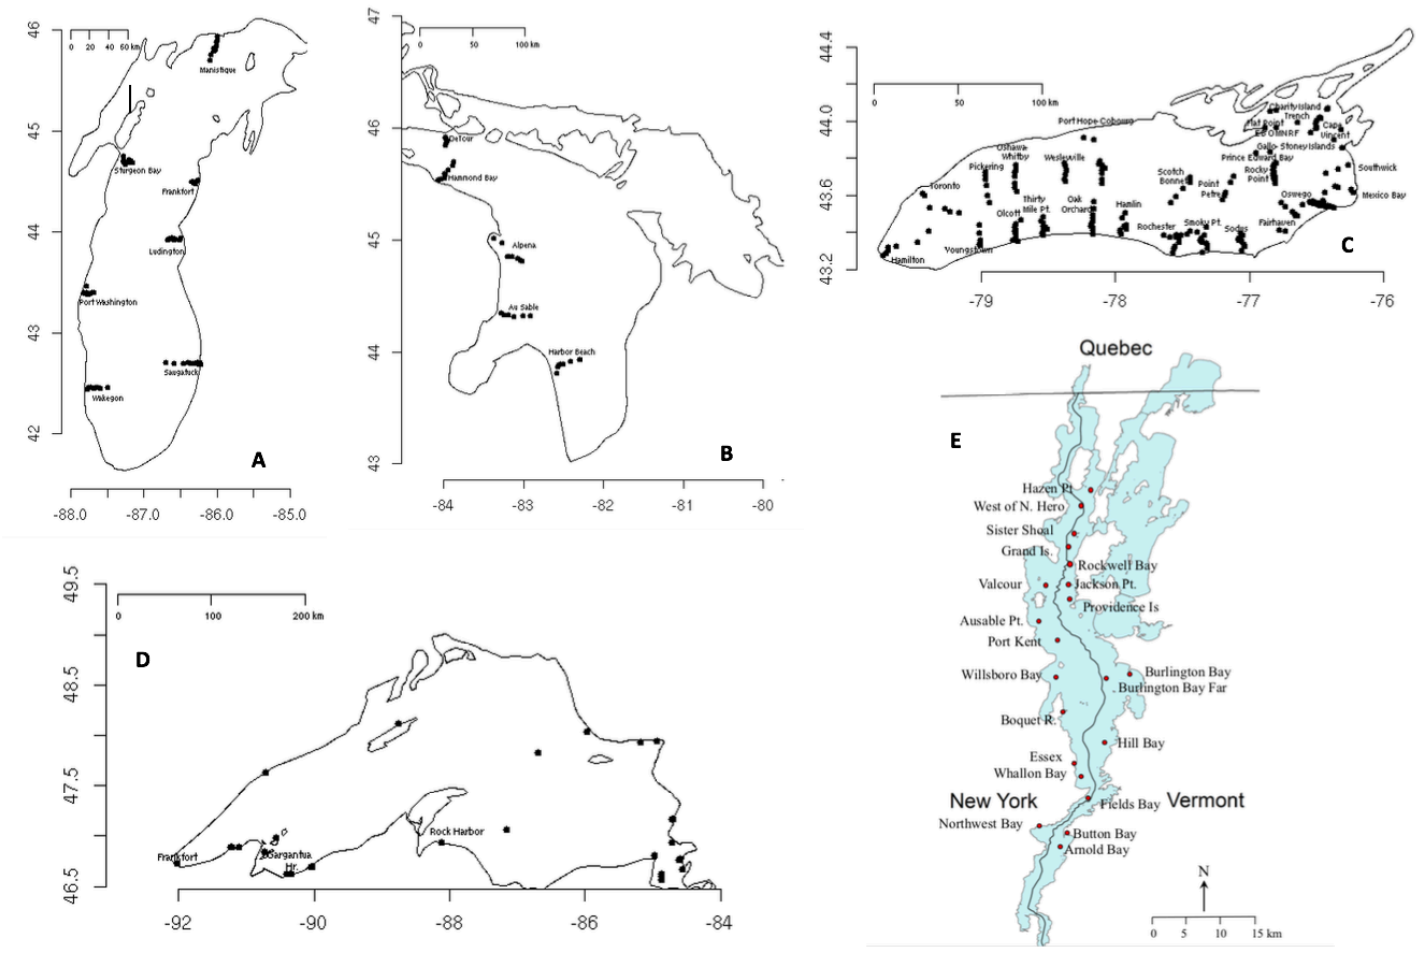 46
45
44
43
42
0 20 40 60 km
Manistique
Sturgeon Bay
Frankfort
Ludington
Port Washington
Saugatuck
Wakegon
A
-88.0 -87.0 -86.0 -85.0
47
46
45
44
43
0 50 100 km
DeTour
Hammond Bay
Alpena
Au Sable
Harbor Beach
B
-84 -83 -82 -81 -80
44.4
44.0
43.6
43.2
0 50 100 km
Port Hope-Cobourg
Charity Island
Trench
Flat Point
Cape
Vincent
EB OMNRF
Gallo- Stoney Islands
Oshawa-
Whitby
Wesleyville
Prince Edward Bay
Pickering
Scotch
Bonnet
Rocky
Point
Southwick
Toronto
Point
Petre
Oswego
Mexico Bay
Thirty
Mile Pt.
Oak
Orchard
Hamlin
Olcott
Rochester
Smoky Pt.
Sodus
Fairhaven
Youngstown
Hamilton
C
-79 -78 -77 -76
49.5
48.5
47.5
46.5
0 100 200 km
D
Frankfort
Gargantua
Hr.
Rock Harbor
-92 -90 -88 -86 -84
Quebec
E
Hazen Pt
West of N. Hero
Sister Shoal
Grand Is.
Rockwell Bay
Valcour
Jackson Pt.
Providence Is
Ausable Pt.
Port Kent
Willsboro Bay
Burlington Bay
Burlington Bay Far
Boquet R.
Hill Bay
Essex
Whallon Bay
New York
Fields Bay
Vermont
Northwest Bay
Button Bay
Arnold Bay
N
0 5 10 15 km